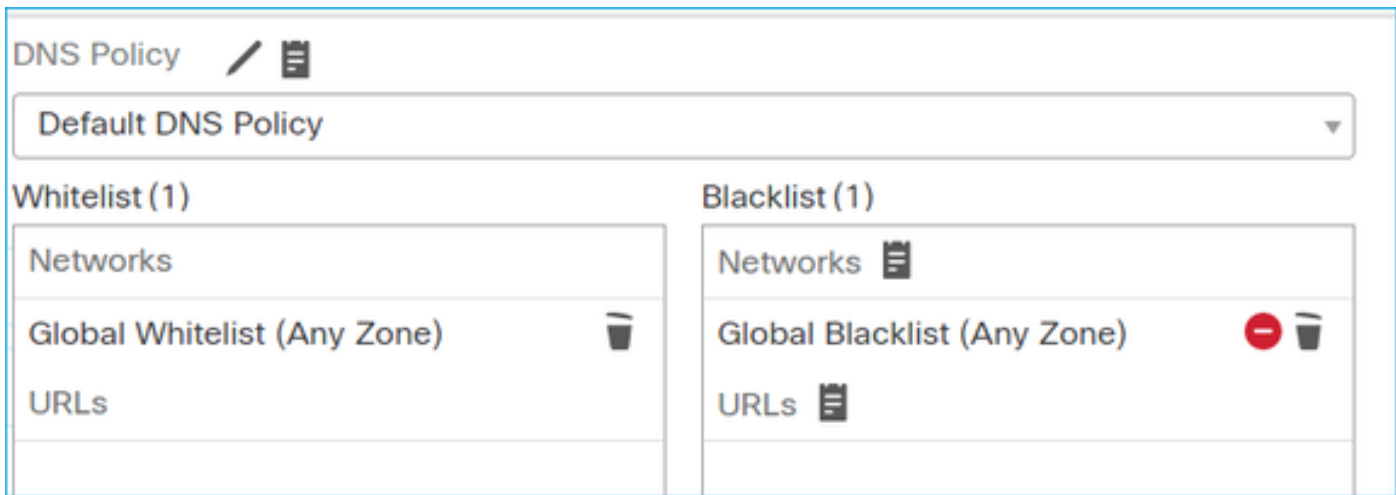 DNS Policy
Default DNS Policy
Whitelist (1)
Blacklist (1)
Networks
Networks
Global Whitelist (Any Zone)
Global Blacklist (Any Zone)
URLs
URLs